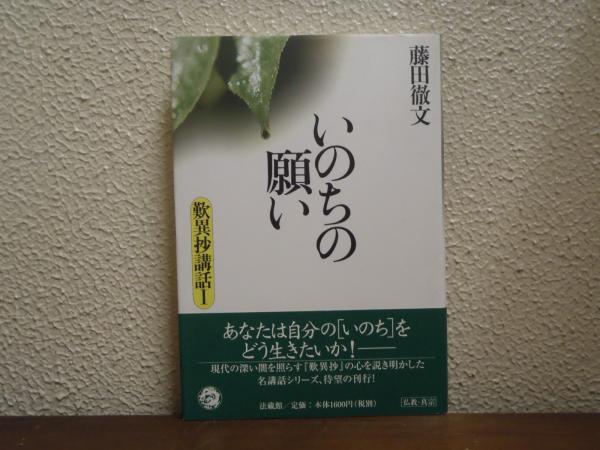 藤田徹文
いのちの
願い
歎異抄講話Ⅰ
あなたは自分の[いのち]を
どう生きたいか!――
現代の深い闇を照らす『歎異抄』の心を説き明かした
名講話シリーズ、待望の刊行!
法蔵館/定価:本体1600円(税別)
仏教・真宗